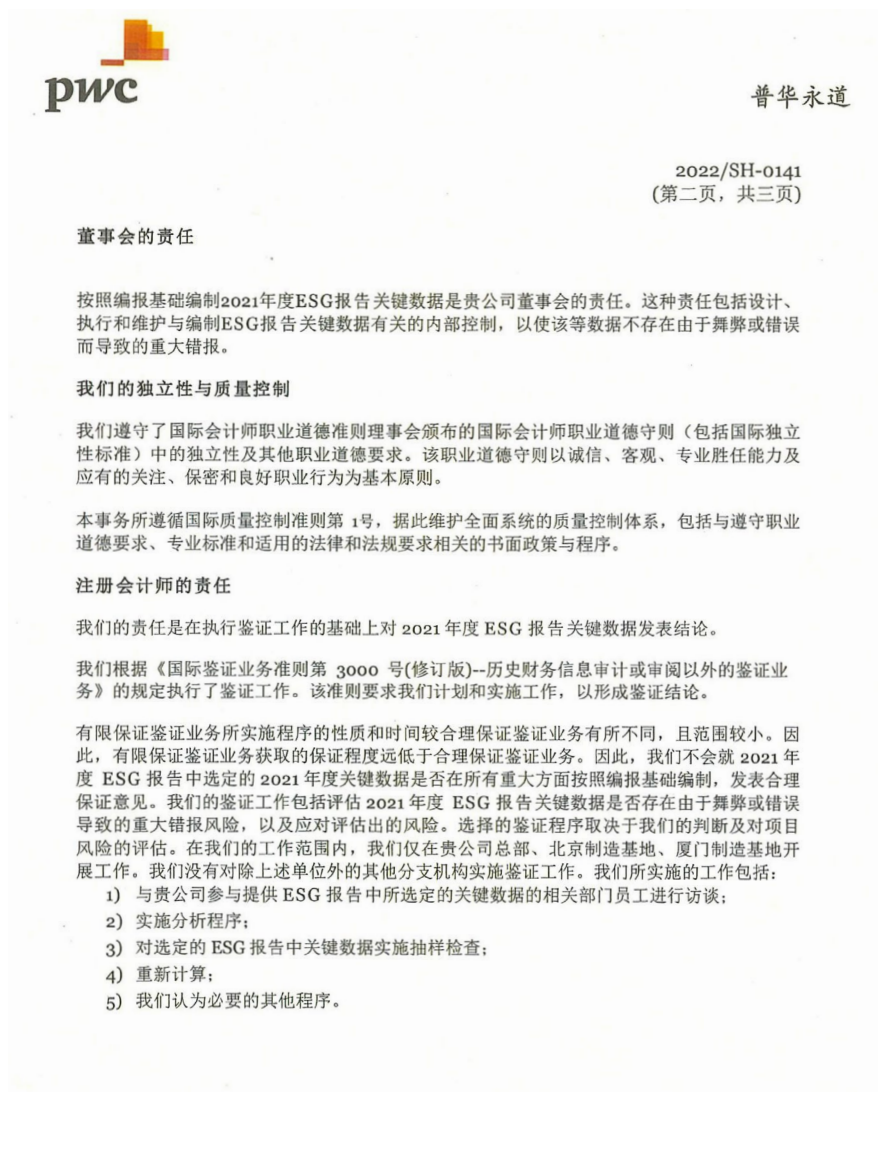 pwc
普华永道
2022/SH-0141
(第二页，共三页)
董事会的责任
按照编报基础编制2021年度ESG报告关键数据是贵公司董事会的责任。这种责任包括设计、
执行和维护与编制ESG报告关键数据有关的内部控制，以使该等数据不存在由于舞弊或错误
而导致的重大错报。
我们的独立性与质量控制
我们遵守了国际会计师职业道德准则理事会颁布的国际会计师职业道德守则（包括国际独立
性标准）中的独立性及其他职业道德要求。该职业道德守则以诚信、客观、专业胜任能力及
应有的关注、保密和良好职业行为为基本原则。
本事务所遵循国际质量控制准则第 1号，据此维护全面系统的质量控制体系，包括与遵守职业
道德要求、专业标准和适用的法律和法规要求相关的书面政策与程序。
注册会计师的责任
我们的责任是在执行鉴证工作的基础上对 2021 年度 ESG 报告关键数据发表结论。
我们根据《国际鉴证业务准则第 3000 号(修订版)--历史财务信息审计或审阅以外的鉴证业
务》的规定执行了鉴证工作。该准则要求我们计划和实施工作，以形成鉴证结论。
有限保证鉴证业务所实施程序的性质和时间较合理保证鉴证业务有所不同，且范围较小。因
此，有限保证鉴证业务获取的保证程度远低于合理保证鉴证业务。因此，我们不会就 2021 年
度 ESG 报告中选定的 2021 年度关键数据是否在所有重大方面按照编报基础编制，发表合理
保证意见。我们的鉴证工作包括评估 2021 年度 ESG 报告关键数据是否存在由于舞弊或错误
导致的重大错报风险，以及应对评估出的风险。选择的鉴证程序取决于我们的判断及对项目
风险的评估。在我们的工作范围内，我们仅在贵公司总部、北京制造基地、厦门制造基地开
展工作。我们没有对除上述单位外的其他分支机构实施鉴证工作。我们所实施的工作包括：
1) 与贵公司参与提供 ESG 报告中所选定的关键数据的相关部门员工进行访谈；
2) 实施分析程序；
3) 对选定的 ESG 报告中关键数据实施抽样检查；
4) 重新计算；
5) 我们认为必要的其他程序。